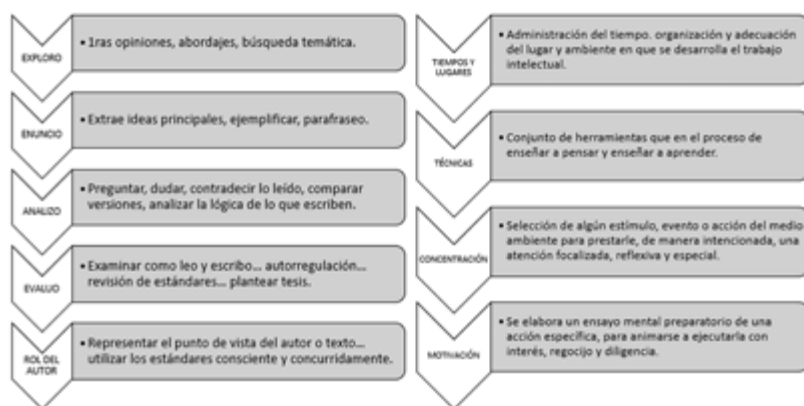 EXPLORO
• 1ras opiniones, abordajes, búsqueda temática.
ENUNCIO
• Extrae ideas principales, ejemplificar, parafraseo.
ANALIZO
• Preguntar, dudar, contradecir lo leído, comparar
versiones, analizar la lógica de lo que escriben.
EVALUO
• Examinar como leo y escribo... autorregulación...
revisión de estándares... plantear tesis.
ROL DEL
AUTOR
• Representar el punto de vista del autor o texto...
utilizar los estándares consciente y concurridamente.
TIEMPOS Y
LUGARES
• Administración del tiempo. organización y adecuación
del lugar y ambiente en que se desarrolla el trabajo
intelectual.
TÉCNICAS
• Conjunto de herramientas que en el proceso de
enseñar a pensar y enseñar a aprender.
CONCENTRACIÓN
• Selección de algún estímulo, evento o acción del medio
ambiente para prestarle, de manera intencionada, una
atención focalizada, reflexiva y especial.
MOTIVACIÓN
• Se elabora un ensayo mental preparatorio de una
acción específica, para animarse a ejecutarla con
interés, regocijo y diligencia.